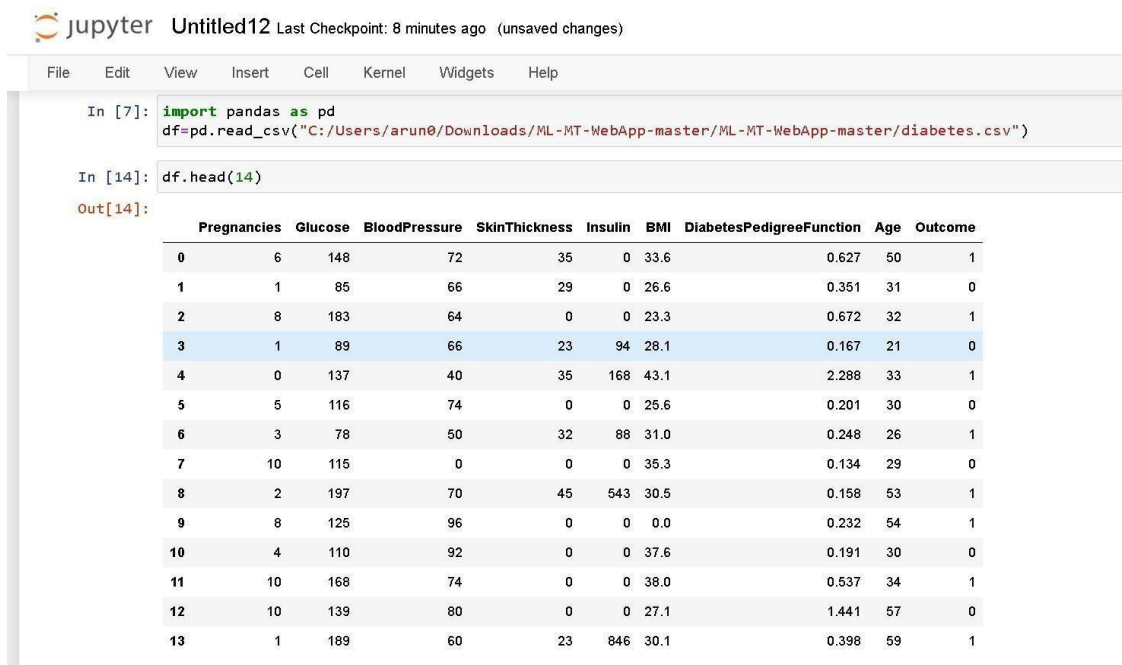 jupyter Untitled12 Last Checkpoint: 8 minutes ago (unsaved changes)
File Edit View Insert Cell Kernel Widgets Help
In [7]: import pandas as pd
df=pd.read_csv("C:/Users/arun0/Downloads/ML-MT-WebApp-master/ML-MT-WebApp-master/diabetes.csv")
In [14]: df.head(14)
Out[14]:
Pregnancies Glucose BloodPressure SkinThickness Insulin BMI DiabetesPedigreeFunction Age Outcome
0 6 148 72 35 0 33.6 0.627 50 1
1 1 85 66 29 0 26.6 0.351 31 0
2 8 183 64 0 0 23.3 0.672 32 1
3 1 89 66 23 94 28.1 0.167 21 0
4 0 137 40 35 168 43.1 2.288 33 1
5 5 116 74 0 0 25.6 0.201 30 0
6 3 78 50 32 88 31.0 0.248 26 1
7 10 115 0 0 0 35.3 0.134 29 0
8 2 197 70 45 543 30.5 0.158 53 1
9 8 125 96 0 0 0.0 0.232 54 1
10 4 110 92 0 0 37.6 0.191 30 0
11 10 168 74 0 0 38.0 0.537 34 1
12 10 139 80 0 0 27.1 1.441 57 0
13 1 189 60 23 846 30.1 0.398 59 1